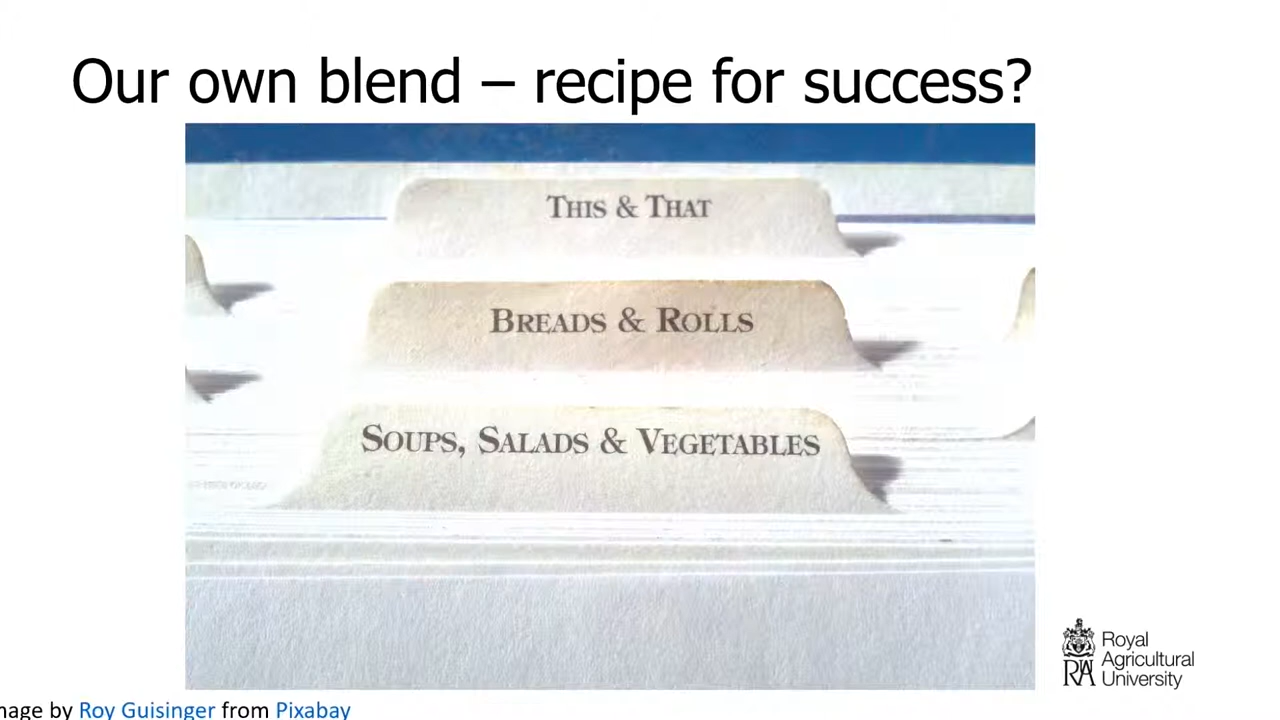 Our own blend – recipe for success?
THIS & THAT
BREADS & ROLLS
SOUPS, SALADS & VEGETABLES
Royal
Agricultural
University
mage by Roy Guisinger from Pixabay